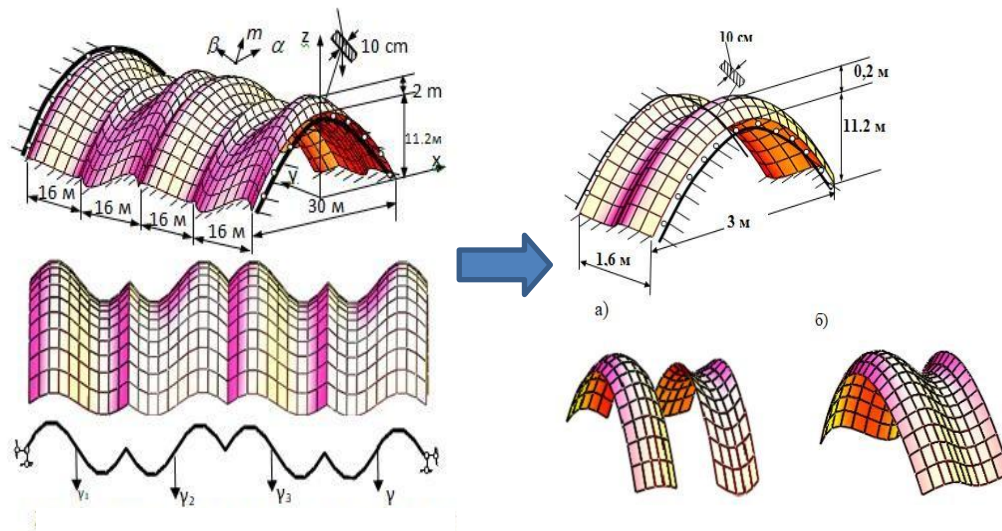 β m α
z
10 cm
2 m
11.2м
x
v
30 м
16 м
16 м
16 м
16 м
γ₁
γ₂
γ₃
γ
10 см
0,2 м
11.2 м
3 м
1,6 м
а)
б)